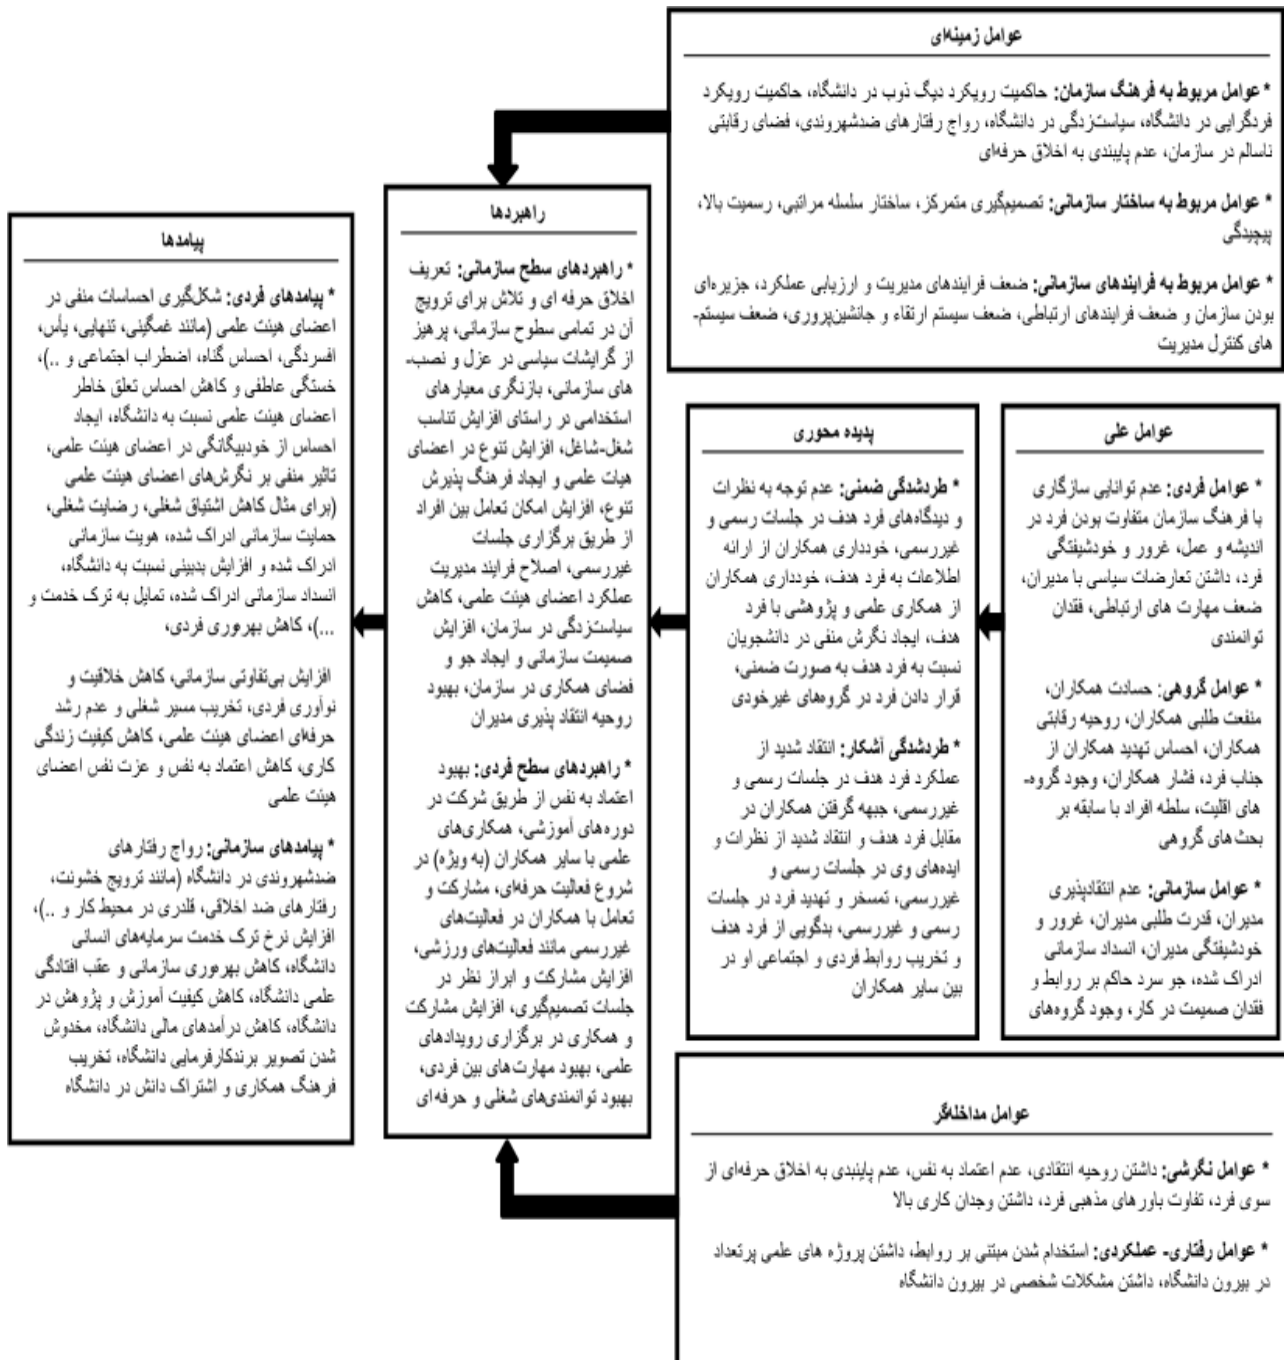 عوامل زمینه‌ای
* عوامل مربوط به فرهنگ سازمان: حاکمیت رویکرد دیگ ذوب در دانشگاه، حاکمیت رویکرد
فردگرایی در دانشگاه، سیاست‌زدگی در دانشگاه، رواج رفتارهای ضدشهروندی، فضای رقابتی
ناسالم در سازمان، عدم پایبندی به اخلاق حرفه‌ای
* عوامل مربوط به ساختار سازمانی: تصمیم‌گیری متمرکز، ساختار سلسله مراتبی، رسمیت بالا،
پیچیدگی
* عوامل مربوط به فرایندهای سازمانی: ضعف فرایندهای مدیریت و ارزیابی عملکرد، جزیره‌ای
بودن سازمان و ضعف فرایندهای ارتباطی، ضعف سیستم ارتقاء و جانشین‌پروری، ضعف سیستم-
های کنترل مدیریت
عوامل علی
* عوامل فردی: عدم توانایی سازگاری
با فرهنگ سازمان متفاوت بودن فرد در
اندیشه و عمل، غرور و خودشیفتگی
فرد، داشتن تعارضات سیاسی با مدیران،
ضعف مهارت های ارتباطی، فقدان
توانمندی
* عوامل گروهی: حسادت همکاران،
منفعت طلبی همکاران، روحیه رقابتی
همکاران، احساس تهدید همکاران از
جناب فرد، فشار همکاران، وجود گروه-
های اقلیت، سلطه افراد با سابقه بر
بحث های گروهی
* عوامل سازمانی: عدم انتقادپذیری
مدیران، قدرت طلبی مدیران، غرور و
خودشیفتگی مدیران، انسداد سازمانی
ادراک شده، جو سرد حاکم بر روابط و
فقدان صمیمت در کار، وجود گروه‌های
پدیده محوری
* طردشدگی ضمنی: عدم توجه به نظرات
و دیدگاه‌های فرد هدف در جلسات رسمی و
غیررسمی، خودداری همکاران از ارائه
اطلاعات به فرد هدف، خودداری همکاران
از همکاری علمی و پژوهشی با فرد
هدف، ایجاد نگرش منفی در دانشجویان
نسبت به فرد هدف به صورت ضمنی،
قرار دادن فرد در گروه‌های غیرخودی
* طردشدگی آشکار: انتقاد شدید از
عملکرد فرد هدف در جلسات رسمی و
غیررسمی، جبهه گرفتن همکاران در
مقابل فرد هدف و انتقاد شدید از نظرات و
ایده‌های وی در جلسات رسمی و
غیررسمی، تمسخر و تهدید فرد در جلسات
رسمی و غیررسمی، بدگویی از فرد هدف
و تخریب روابط فردی و اجتماعی او در
بین سایر همکاران
راهبردها
* راهبردهای سطح سازمانی: تعریف
اخلاق حرفه ای و تلاش برای ترویج
آن در تمامی سطوح سازمانی، پرهیز
از گرایشات سیاسی در عزل و نصب-
های سازمانی، بازنگری معیارهای
استخدامی در راستای افزایش تناسب
شغل-شاغل، افزایش تنوع در اعضای
هیات علمی و ایجاد فرهنگ پذیرش
تنوع، افزایش امکان تعامل بین افراد
از طریق برگزاری جلسات
غیررسمی، اصلاح فرایند مدیریت
عملکرد اعضای هیئت علمی، کاهش
سیاست‌زدگی در سازمان، افزایش
صمیمت سازمانی و ایجاد جو و
فضای همکاری در سازمان، بهبود
روحیه انتقاد پذیری مدیران
* راهبردهای سطح فردی: بهبود
اعتماد به نفس از طریق شرکت در
دوره‌های آموزشی، همکاری‌های
علمی با سایر همکاران (به ویژه) در
شروع فعالیت حرفه‌ای، مشارکت و
تعامل با همکاران در فعالیت‌های
غیررسمی مانند فعالیت‌های ورزشی،
افزایش مشارکت و ابراز نظر در
جلسات تصمیم‌گیری، افزایش مشارکت
و همکاری در برگزاری رویدادهای
علمی، بهبود مهارت‌های بین فردی،
بهبود توانمندی‌های شغلی و حرفه‌ای
پیامدها
* پیامدهای فردی: شکل‌گیری احساسات منفی در
اعضای هیئت علمی (مانند غمگینی، تنهایی، یأس،
افسردگی، احساس گناه، اضطراب اجتماعی و ..)،
خستگی عاطفی و کاهش احساس تعلق خاطر
اعضای هیئت علمی نسبت به دانشگاه، ایجاد
احساس از خودبیگانگی در اعضای هیئت علمی،
تاثیر منفی بر نگرش‌های اعضای هیئت علمی
(برای مثال کاهش اشتیاق شغلی، رضایت شغلی،
حمایت سازمانی ادراک شده، هویت سازمانی
ادراک شده و افزایش بدبینی نسبت به دانشگاه،
انسداد سازمانی ادراک شده، تمایل به ترک خدمت و
...)، کاهش بهره‌وری فردی،
افزایش بی‌تفاوتی سازمانی، کاهش خلاقیت و
نوآوری فردی، تخریب مسیر شغلی و عدم رشد
حرفه‌ای اعضای هیئت علمی، کاهش کیفیت زندگی
کاری، کاهش اعتماد به نفس و عزت نفس اعضای
هیئت علمی
* پیامدهای سازمانی: رواج رفتارهای
ضدشهروندی در دانشگاه (مانند ترویج خشونت،
رفتارهای ضد اخلاقی، قلدری در محیط کار و ..)،
افزایش نرخ ترک خدمت سرمایه‌های انسانی
دانشگاه، کاهش بهره‌وری سازمانی و عقب افتادگی
علمی دانشگاه، کاهش کیفیت آموزش و پژوهش در
دانشگاه، کاهش درآمدهای مالی دانشگاه، مخدوش
شدن تصویر برندکارفرمایی دانشگاه، تخریب
فرهنگ همکاری و اشتراک دانش در دانشگاه
عوامل مداخله‌گر
* عوامل نگرشی: داشتن روحیه انتقادی، عدم اعتماد به نفس، عدم پاینبدی به اخلاق حرفه‌ای از
سوی فرد، تفاوت باورهای مذهبی فرد، داشتن وجدان کاری بالا
* عوامل رفتاری- عملکردی: استخدام شدن مبتنی بر روابط، داشتن پروژه های علمی پرتعداد
در بیرون دانشگاه، داشتن مشکلات شخصی در بیرون دانشگاه